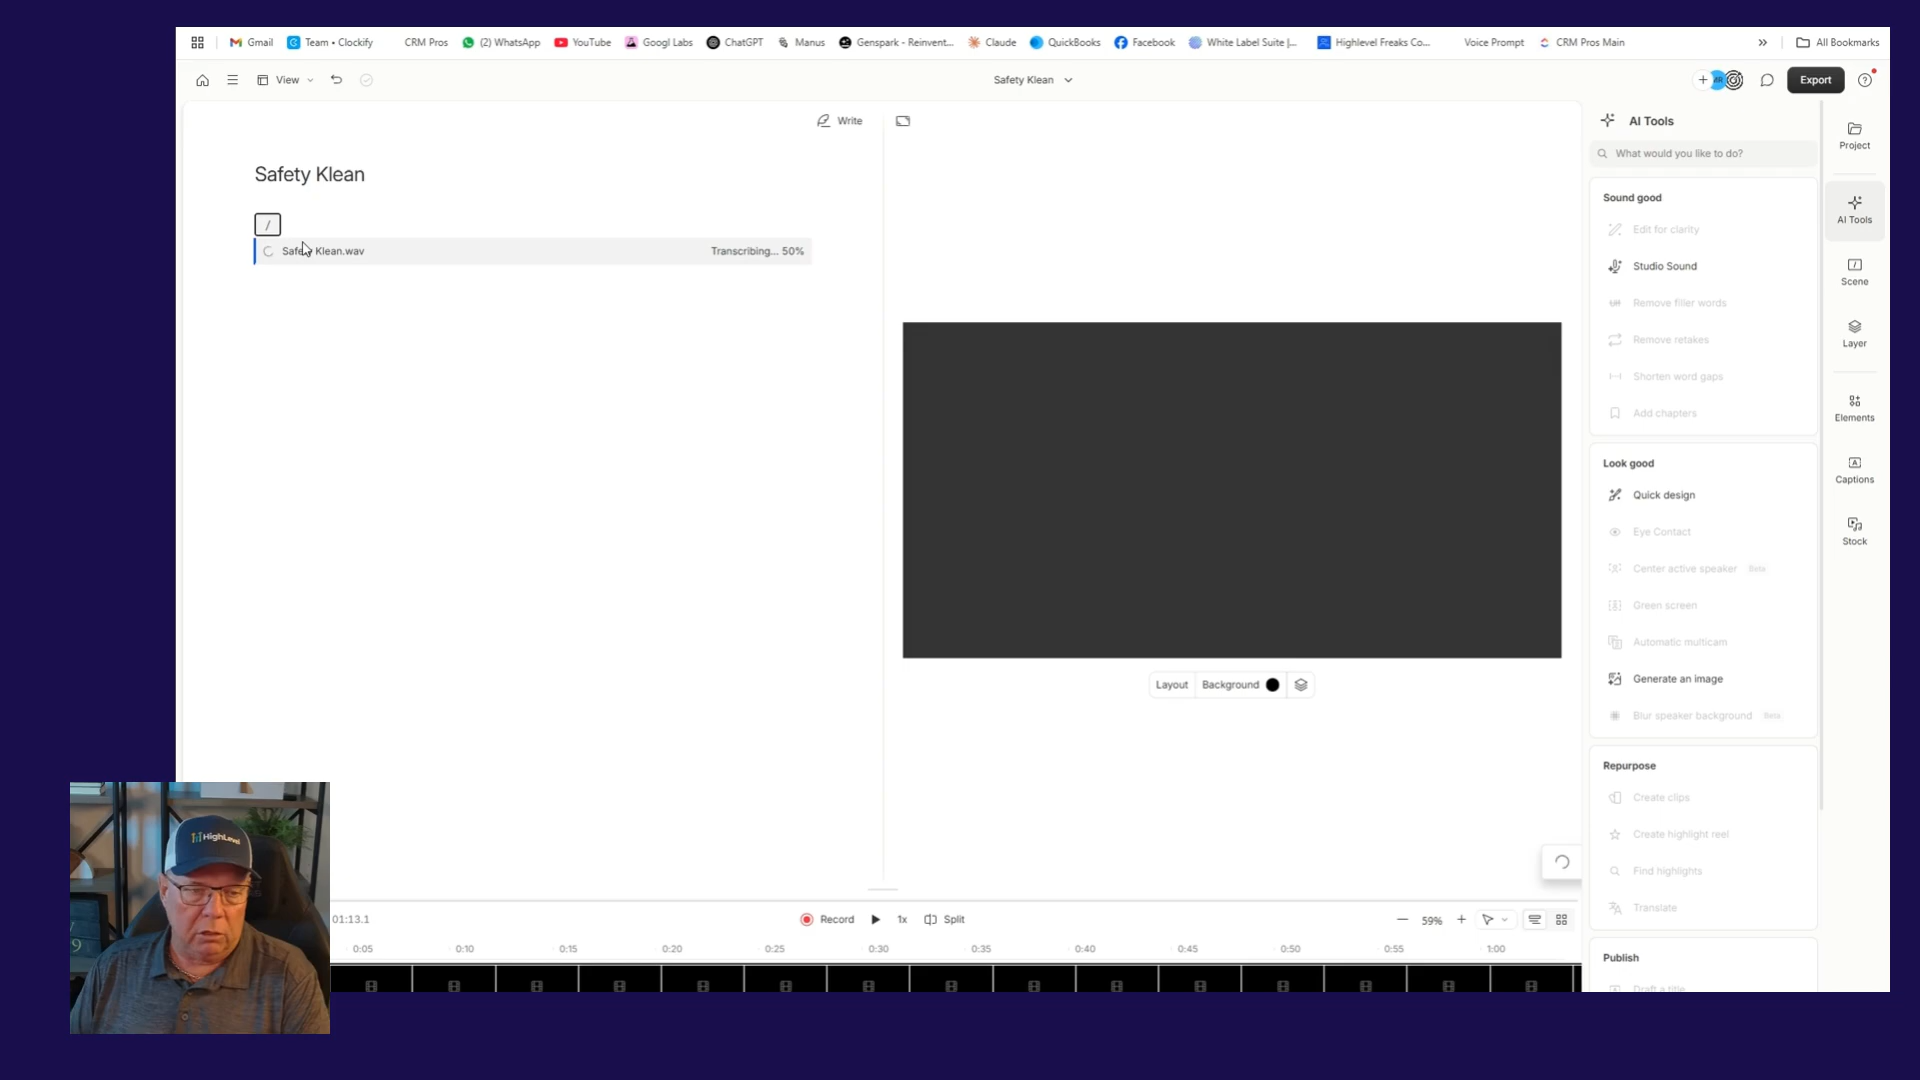 Gmail
Team • Clockify
CRM Pros
(2) WhatsApp
YouTube
Googl Labs
ChatGPT
Manus
Genspark - Reinvent...
Claude
QuickBooks
Facebook
White Label Suite |...
Highlevel Freaks Co...
Voice Prompt
CRM Pros Main
All Bookmarks
View
Safety Klean
Export
Write
AI Tools
What would you like to do?
Safety Klean
/
Safety Klean.wav
Transcribing... 50%
Sound good
Edit for clarity
Studio Sound
Remove filler words
Remove retakes
Shorten word gaps
Add chapters
Look good
Quick design
Eye Contact
Center active speaker Beta
Green screen
Automatic multicam
Generate an image
Blur speaker background Beta
Repurpose
Create clips
Create highlight reel
Find highlights
Translate
Publish
Draft a title
Project
AI Tools
Scene
Layer
Elements
Captions
Stock
Layout
Background
HighLevel
01:13.1
Record
1x
Split
59%
0:05 0:10 0:15 0:20 0:25 0:30 0:35 0:40 0:45 0:50 0:55 1:00